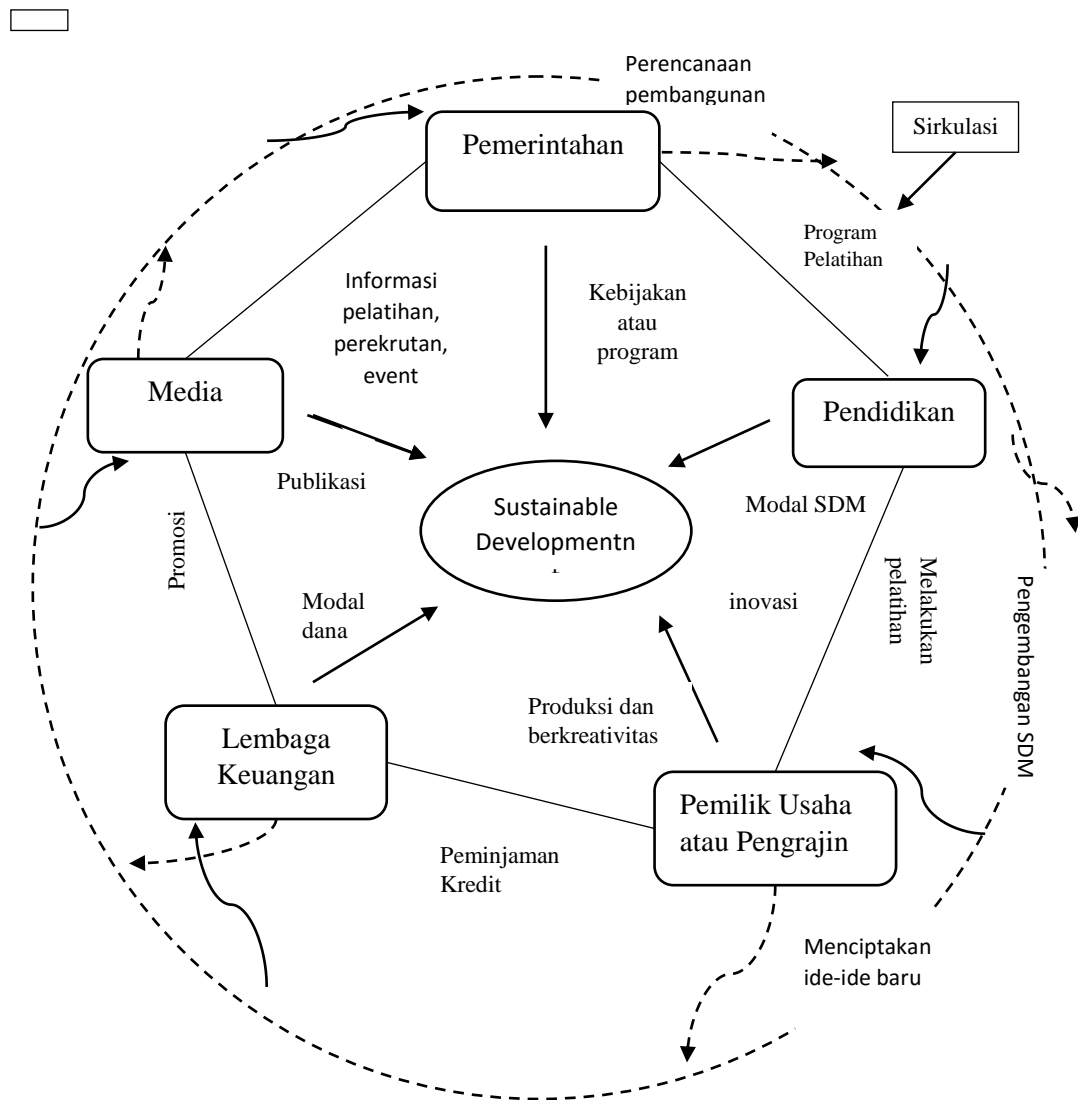 Perencanaan
pembangunan
Sirkulasi
Pemerintahan
Program
Pelatihan
Informasi
pelatihan,
perekrutan,
event
Kebijakan
atau
program
Media
Pendidikan
Publikasi
Sustainable
Developmentn
Modal SDM
Promosi
Modal
dana
inovasi
Melakukan
pelatihan
Pengembangan SDM
Produksi dan
berkreativitas
Lembaga
Keuangan
Pemilik Usaha
atau Pengrajin
Peminjaman
Kredit
Menciptakan
ide-ide baru